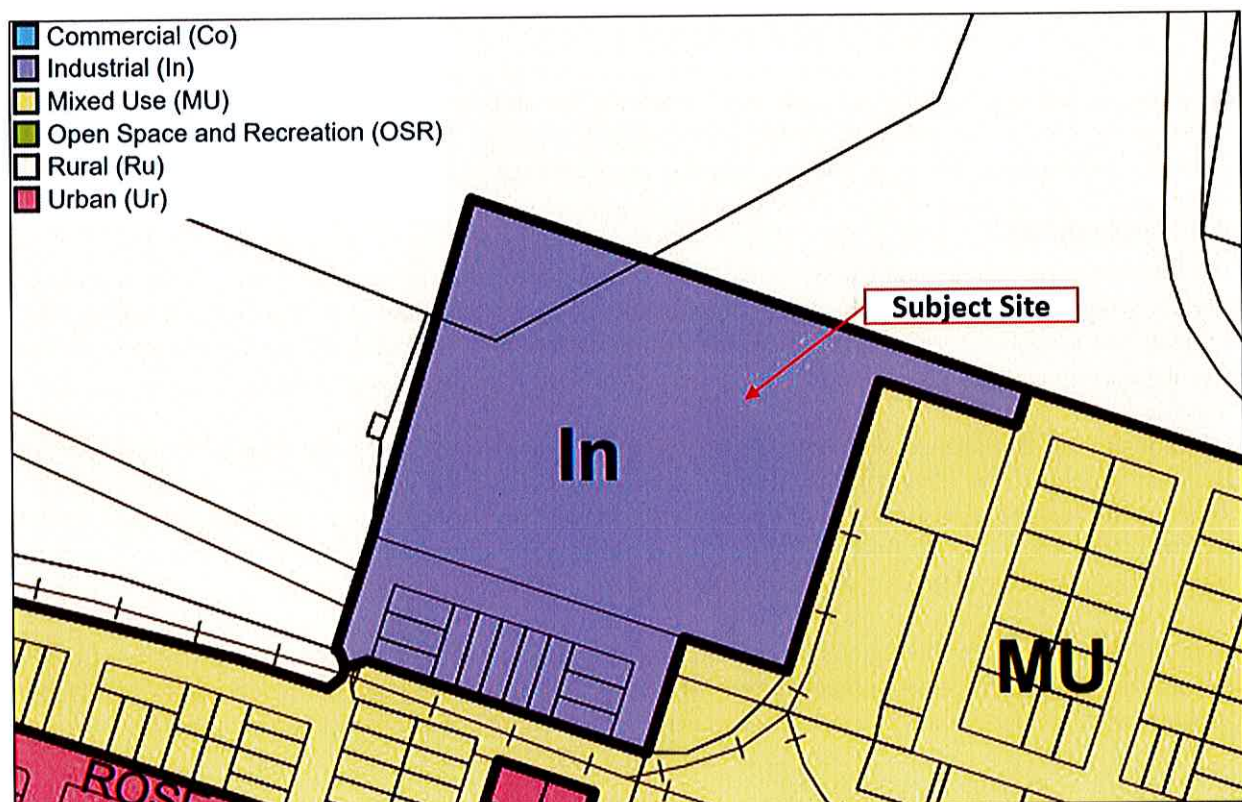 Commercial (Co)
Industrial (In)
Mixed Use (MU)
Open Space and Recreation (OSR)
Rural (Ru)
Urban (Ur)
Subject Site
In
MU